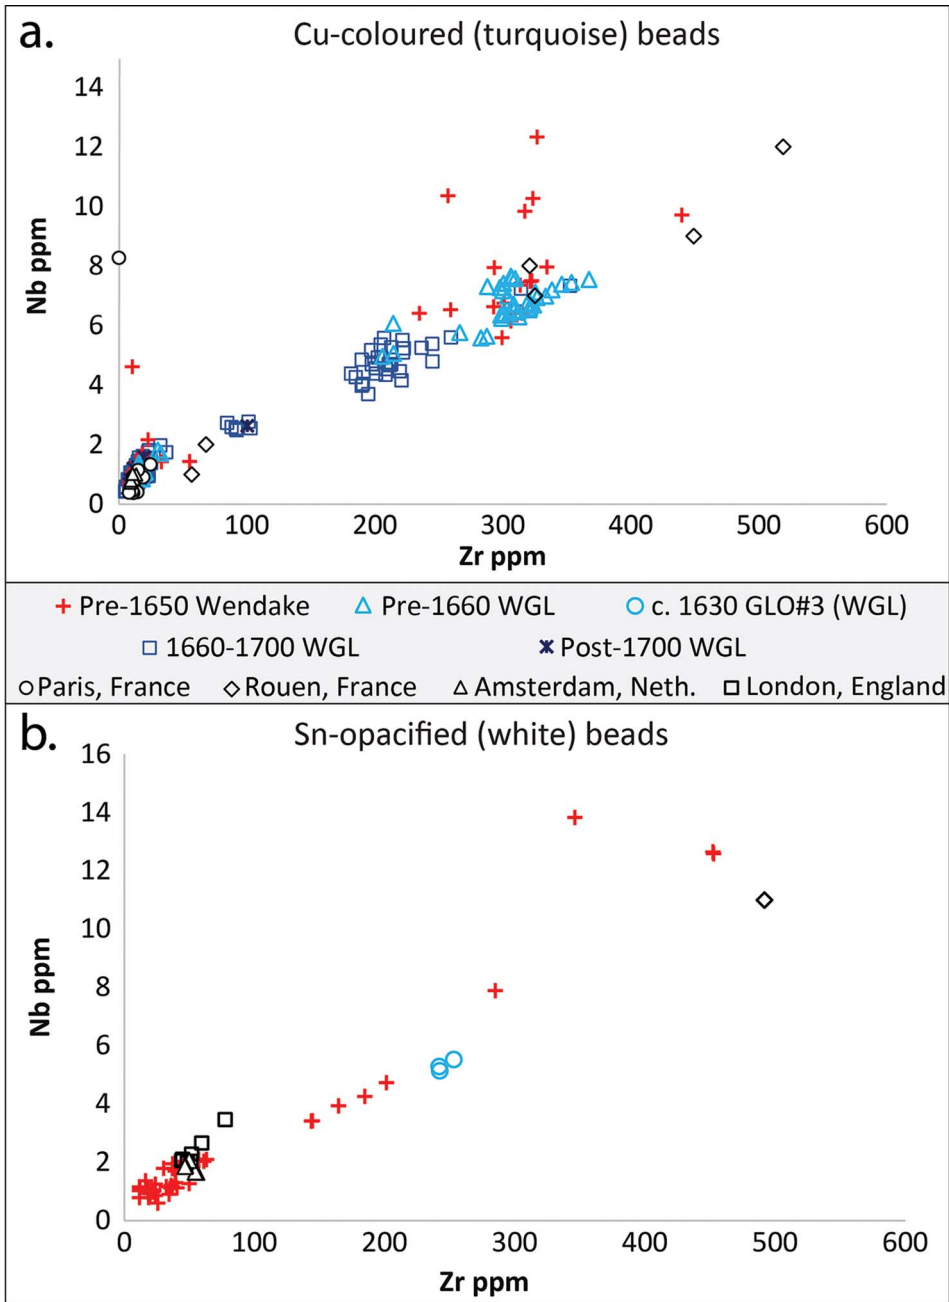 a.
Cu-coloured (turquoise) beads
14
12
10
8
6
4
2
0
Nb ppm
0 100 200 300 400 500 600
Zr ppm
Pre-1650 Wendake Pre-1660 WGL c. 1630 GLO#3 (WGL)
1660-1700 WGL Post-1700 WGL
Paris, France Rouen, France Amsterdam, Neth. London, England
b.
Sn-opacified (white) beads
16
14
12
10
8
6
4
2
0
Nb ppm
0 100 200 300 400 500 600
Zr ppm